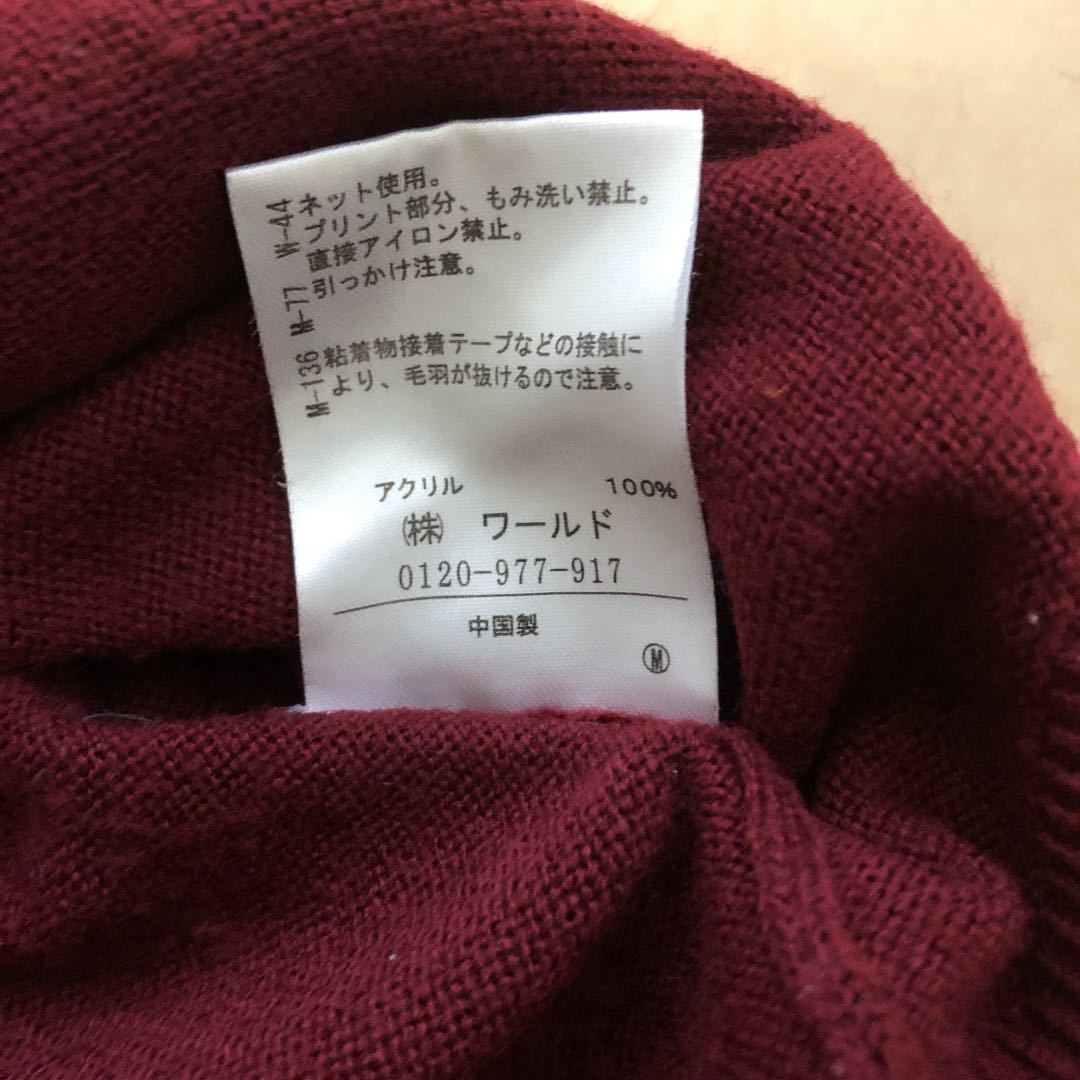 W-44 ネット使用。
プリント部分、もみ洗い禁止。
直接アイロン禁止。
W-77 引っかけ注意。
M-136 粘着物接着テープなどの接触に
より、毛羽が抜けるので注意。
アクリル 100%
㈱ ワールド
0120-977-917
中国製
Ⓜ